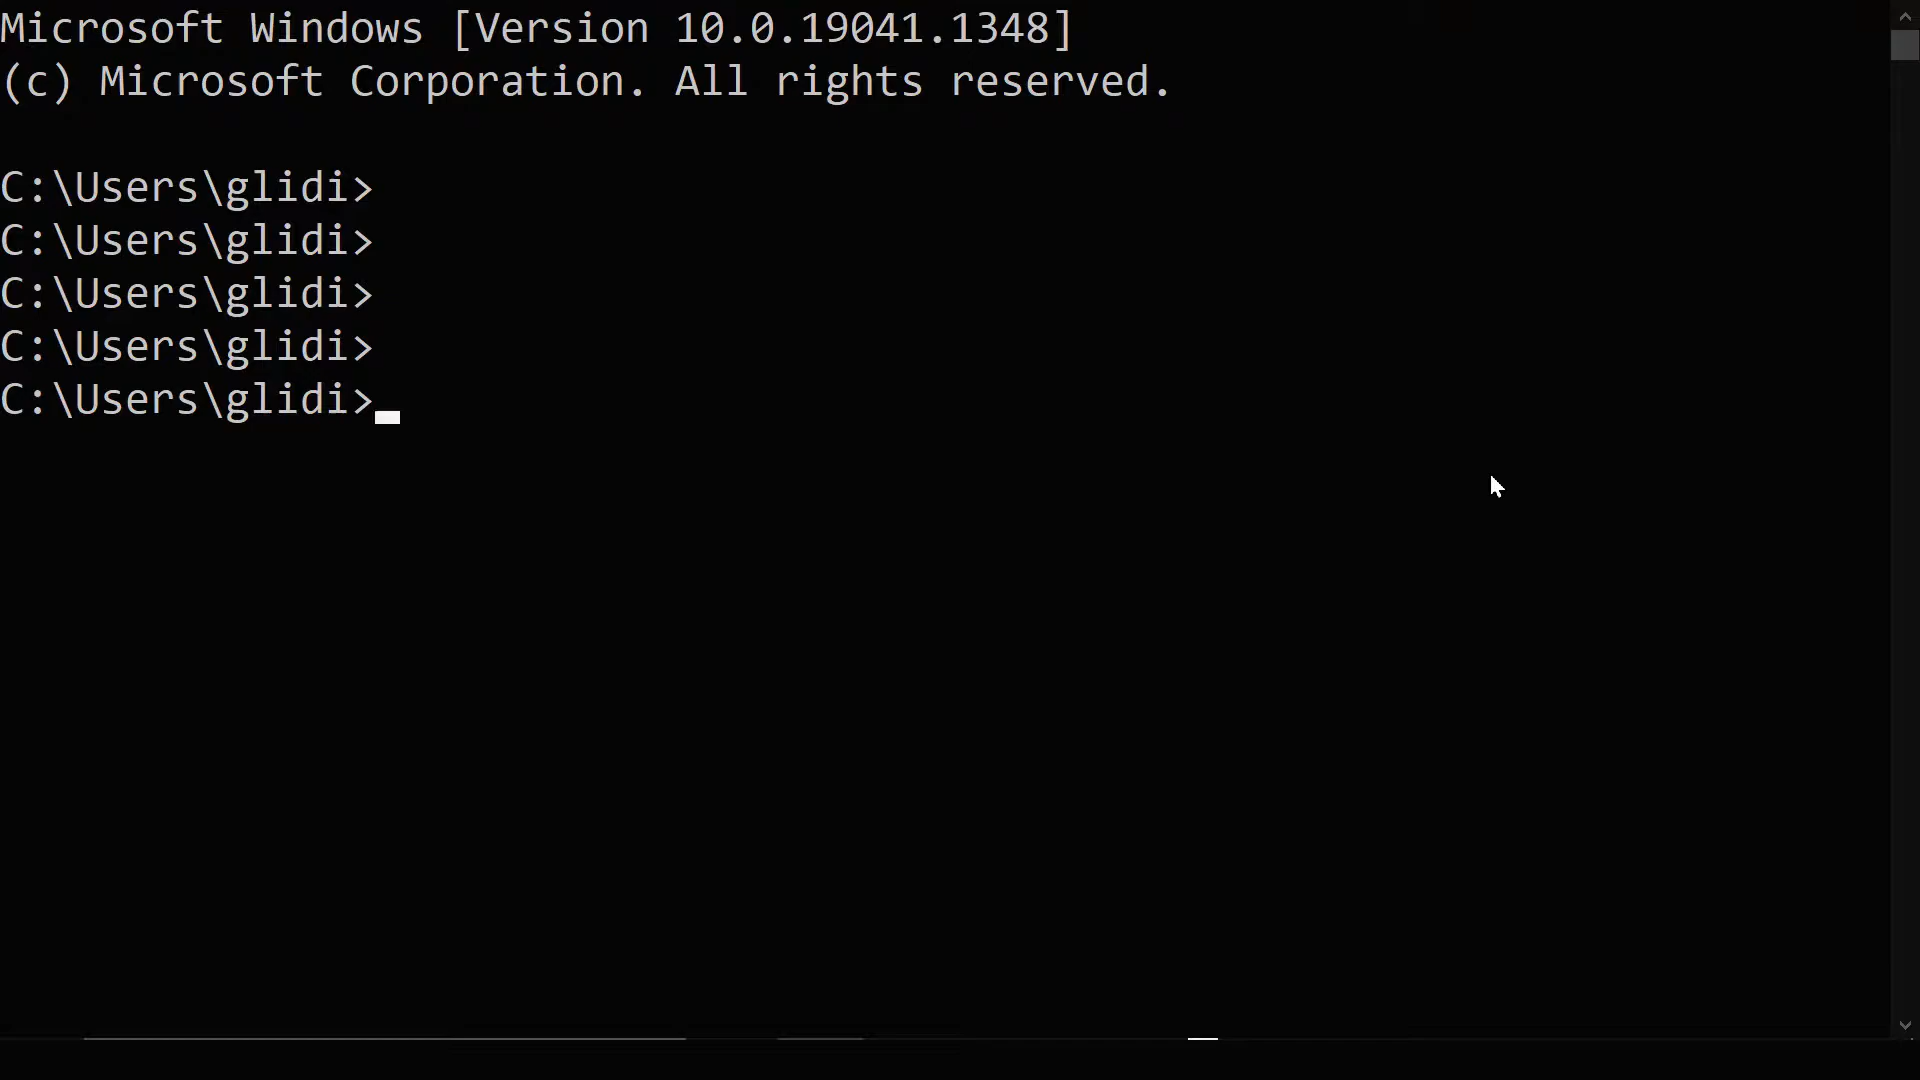 Microsoft Windows [Version 10.0.19041.1348]
(c) Microsoft Corporation. All rights reserved.
C:\Users\glidi>
C:\Users\glidi>
C:\Users\glidi>
C:\Users\glidi>
C:\Users\glidi>